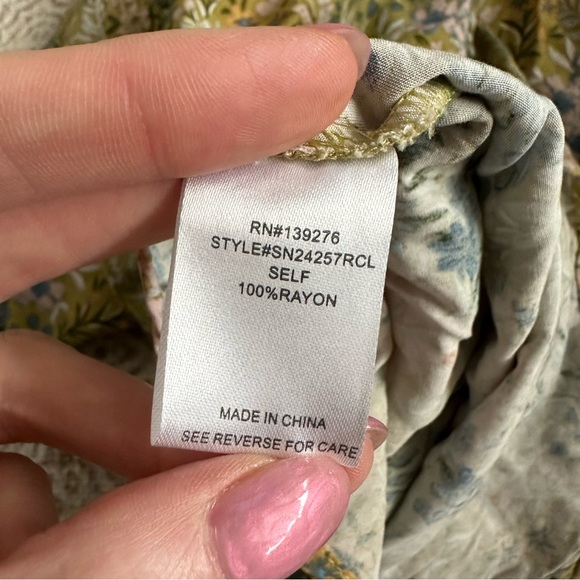 RN#139276
STYLE#SN24257RCL
SELF
100%RAYON
MADE IN CHINA
SEE REVERSE FOR CARE